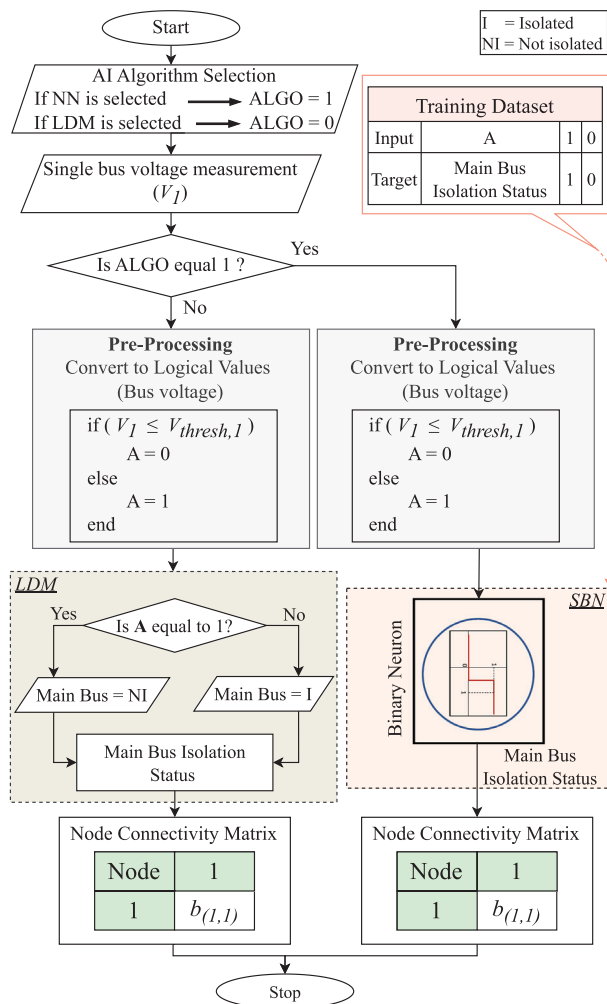 Start
I = Isolated
NI = Not isolated
AI Algorithm Selection
If NN is selected ALGO = 1
If LDM is selected ALGO = 0
Single bus voltage measurement
(V1)
Training Dataset
Input A 1 0
Target Main Bus Isolation Status 1 0
Is ALGO equal 1 ?
Yes
No
Pre-Processing
Convert to Logical Values
(Bus voltage)
if ( V1 ≤ Vthresh,1 )
A = 0
else
A = 1
end
Pre-Processing
Convert to Logical Values
(Bus voltage)
if ( V1 ≤ Vthresh,1 )
A = 0
else
A = 1
end
LDM
Yes
Is A equal to 1?
No
Main Bus = NI
Main Bus = I
Main Bus Isolation
Status
SBN
Binary Neuron
0
1
1
Main Bus
Isolation Status
Node Connectivity Matrix
Node 1
1 b(1,1)
Node Connectivity Matrix
Node 1
1 b(1,1)
Stop